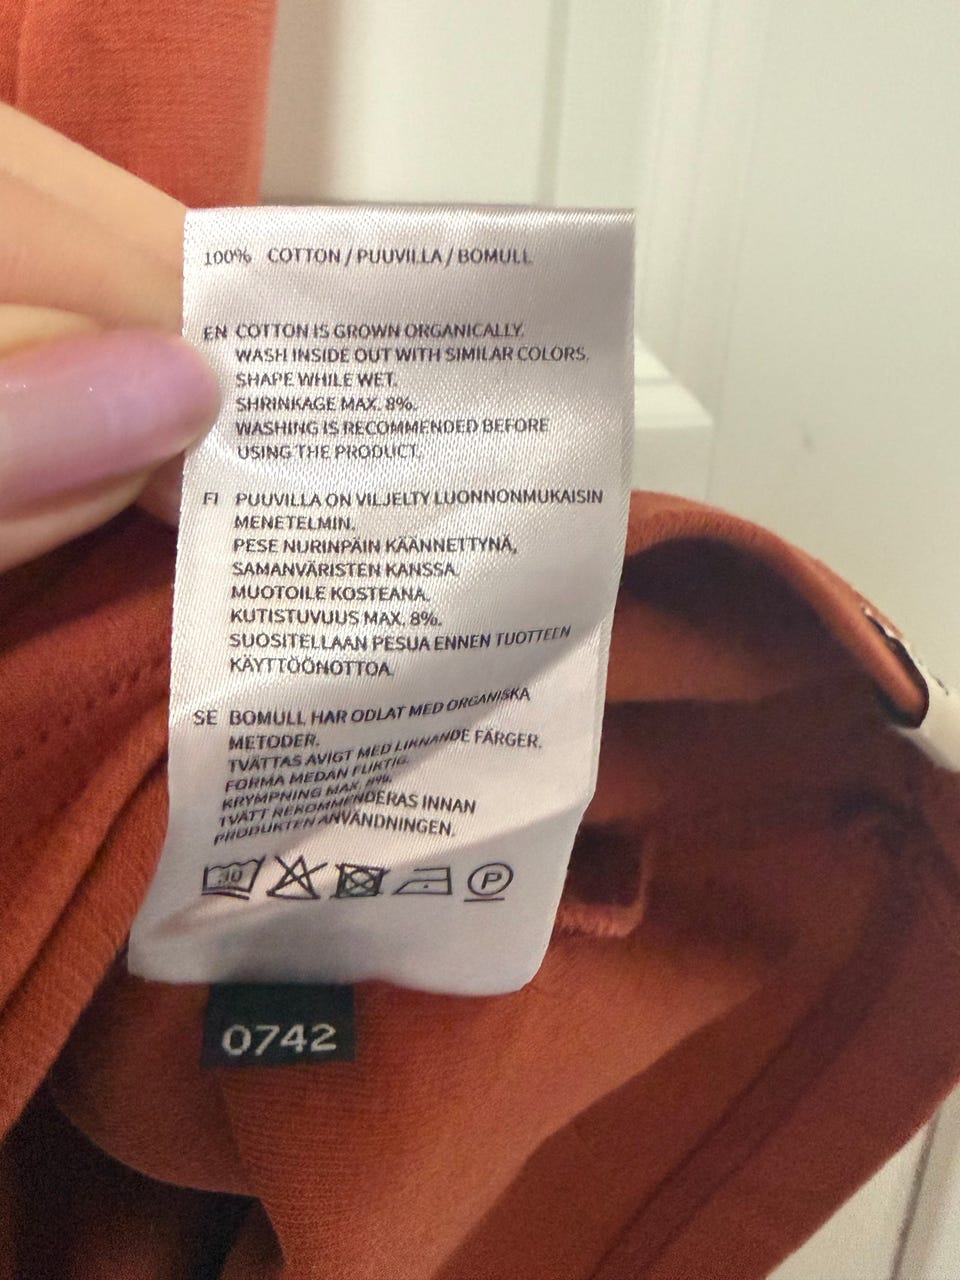 100% COTTON / PUUVILLA / BOMULL
EN COTTON IS GROWN ORGANICALLY.
WASH INSIDE OUT WITH SIMILAR COLORS.
SHAPE WHILE WET.
SHRINKAGE MAX. 8%.
WASHING IS RECOMMENDED BEFORE
USING THE PRODUCT.
FI PUUVILLA ON VILJELTY LUONNONMUKAISIN
MENETELMIN.
PESE NURINPÄIN KÄÄNNETTYNÄ,
SAMANVÄRISTEN KANSSA.
MUOTOILE KOSTEANA.
KUTISTUVUUS MAX. 8%.
SUOSITELLAAN PESUA ENNEN TUOTTEEN
KÄYTTÖÖNOTTOA.
SE BOMULL HAR ODLAT MED ORGANISKA
METODER.
TVÄTTAS AVIGT MED LIKNANDE FÄRGER.
FORMA MEDAN FUKTIG.
KRYMPNING MAX. 8%.
TVÄTT REKOMMENDERAS INNAN
PRODUKTEN ANVÄNDNINGEN.
30 P
0742